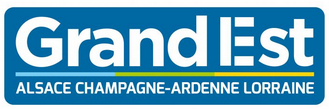 Grand Est
ALSACE CHAMPAGNE-ARDENNE LORRAINE